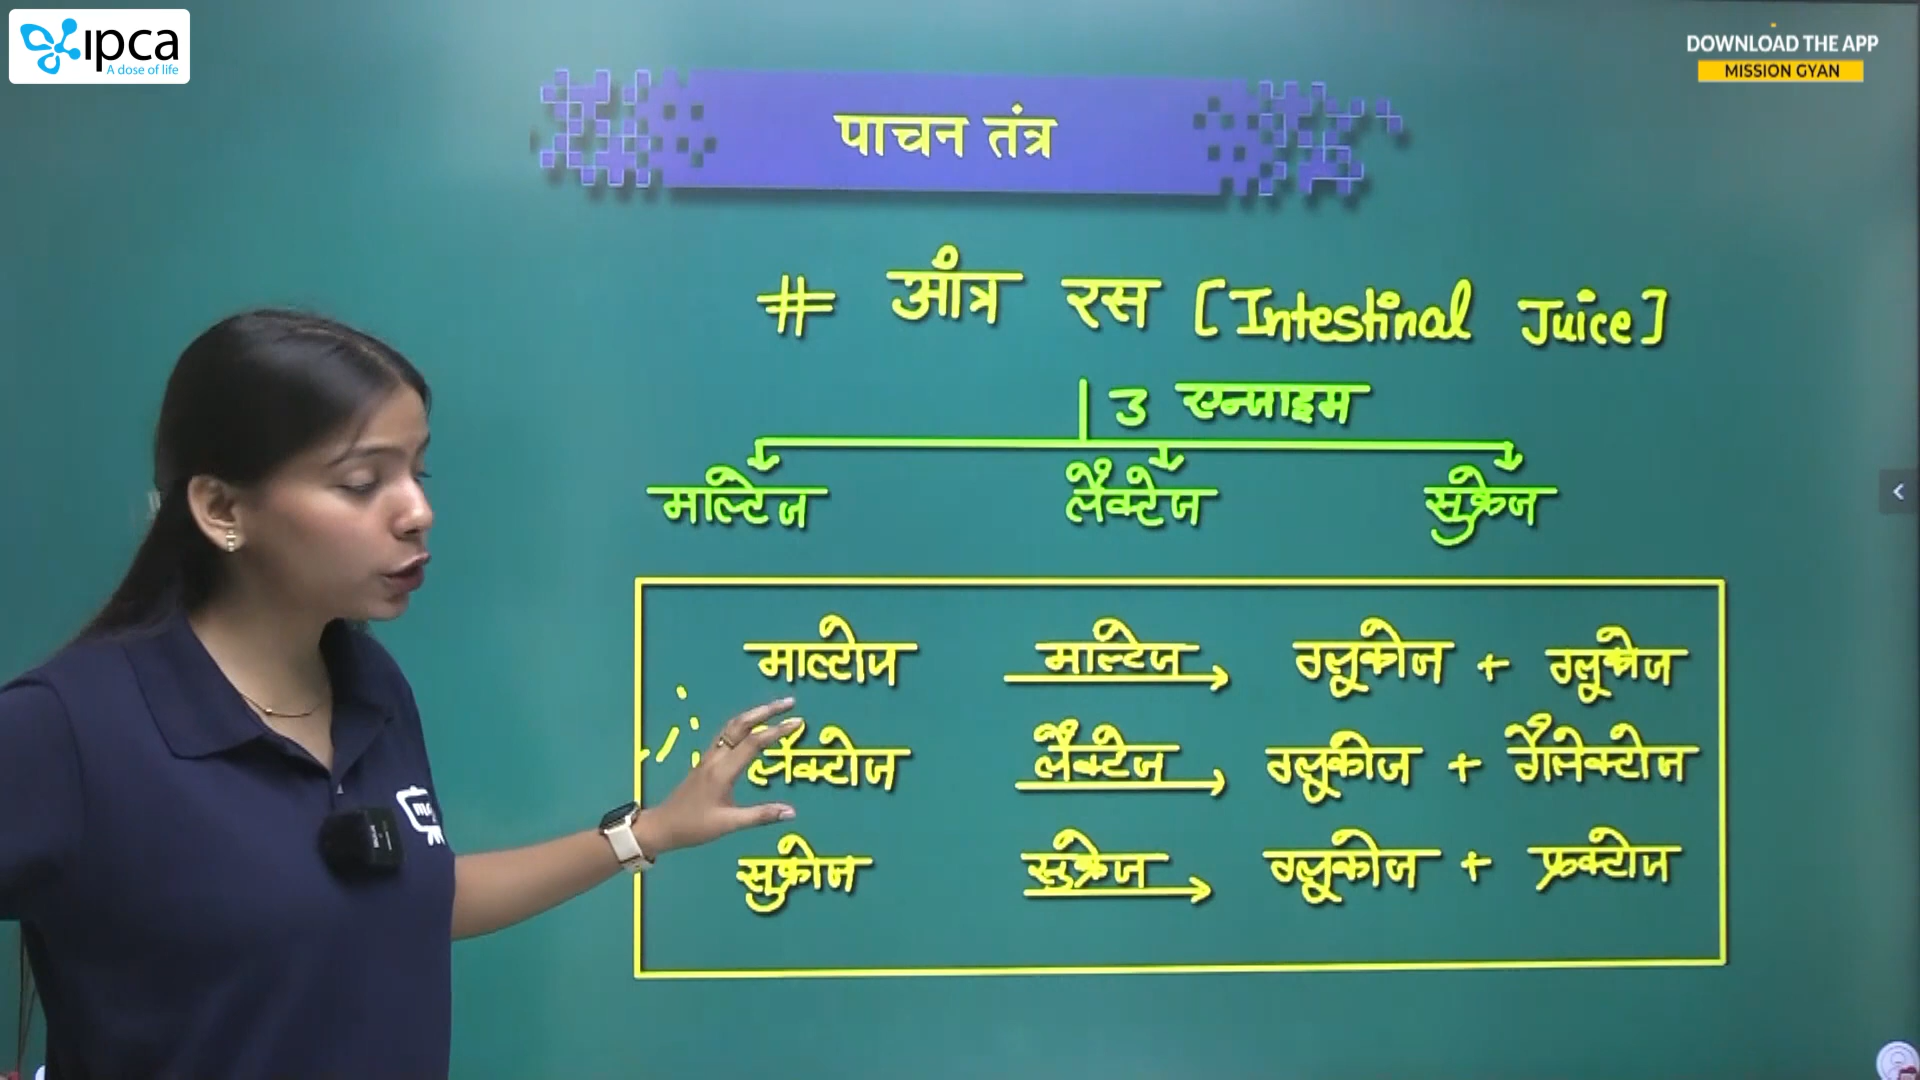 ipca
A dose of life
DOWNLOAD THE APP
MISSION GYAN
पाचन तंत्र
# आंत्र रस [Intestinal Juice]
3 एन्जाइम
माल्टेज लैक्टेज सुक्रेज
माल्टोज माल्टेज ग्लूकोज + ग्लूकोज
लैक्टोज लैक्टेज ग्लूकोज + गैलेक्टोज
सुक्रोज सुक्रेज ग्लूकोज + फ्रक्टोज